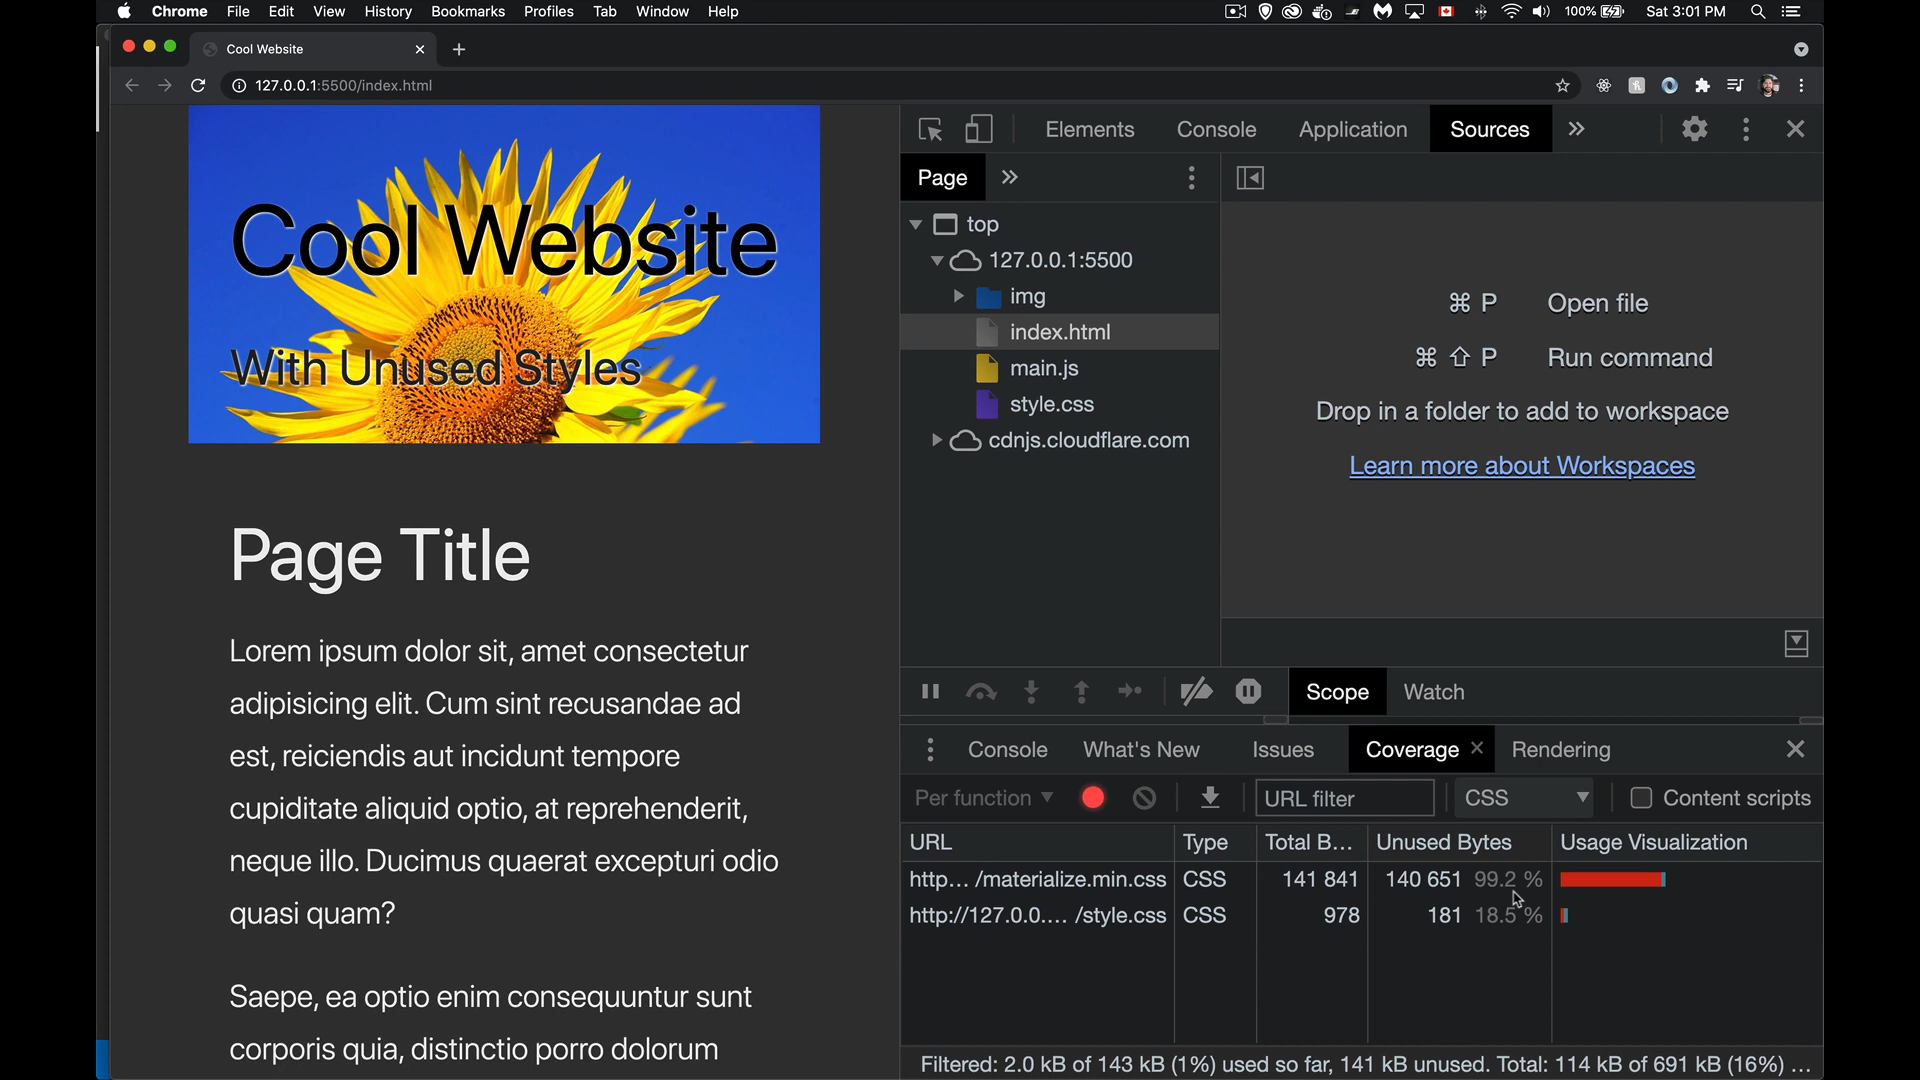 Chrome File Edit View History Bookmarks Profiles Tab Window Help 100% Sat 3:01 PM
Cool Website
127.0.0.1:5500/index.html
Cool Website
With Unused Styles
Page Title
Lorem ipsum dolor sit, amet consectetur
adipisicing elit. Cum sint recusandae ad
est, reiciendis aut incidunt tempore
cupiditate aliquid optio, at reprehenderit,
neque illo. Ducimus quaerat excepturi odio
quasi quam?
Saepe, ea optio enim consequuntur sunt
corporis quia, distinctio porro dolorum
Elements Console Application Sources
Page
top
127.0.0.1:5500
img
index.html
main.js
style.css
cdnjs.cloudflare.com
⌘ P Open file
⌘ ⇧ P Run command
Drop in a folder to add to workspace
Learn more about Workspaces
Scope Watch
Console What's New Issues Coverage Rendering
Per function URL filter CSS Content scripts
URL Type Total B... Unused Bytes Usage Visualization
http... /materialize.min.css CSS 141 841 140 651 99.2 %
http://127.0.0.... /style.css CSS 978 181 18.5 %
Filtered: 2.0 kB of 143 kB (1%) used so far, 141 kB unused. Total: 114 kB of 691 kB (16%) ...